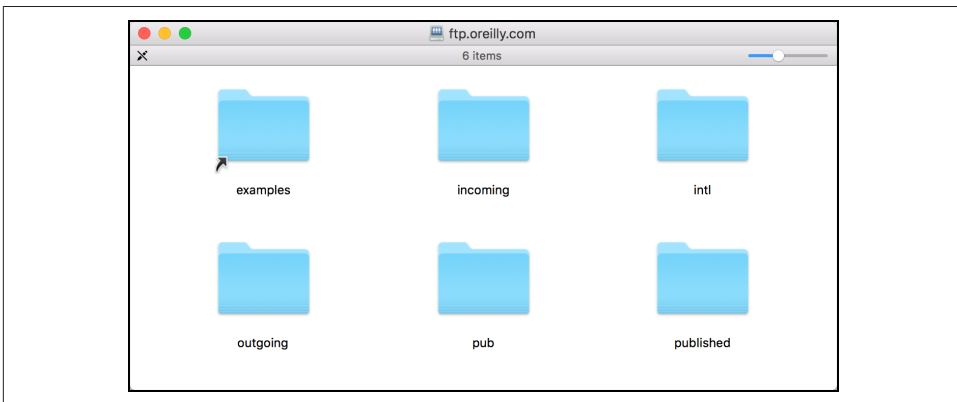 ftp.oreilly.com
6 items
examples incoming intl
outgoing pub published